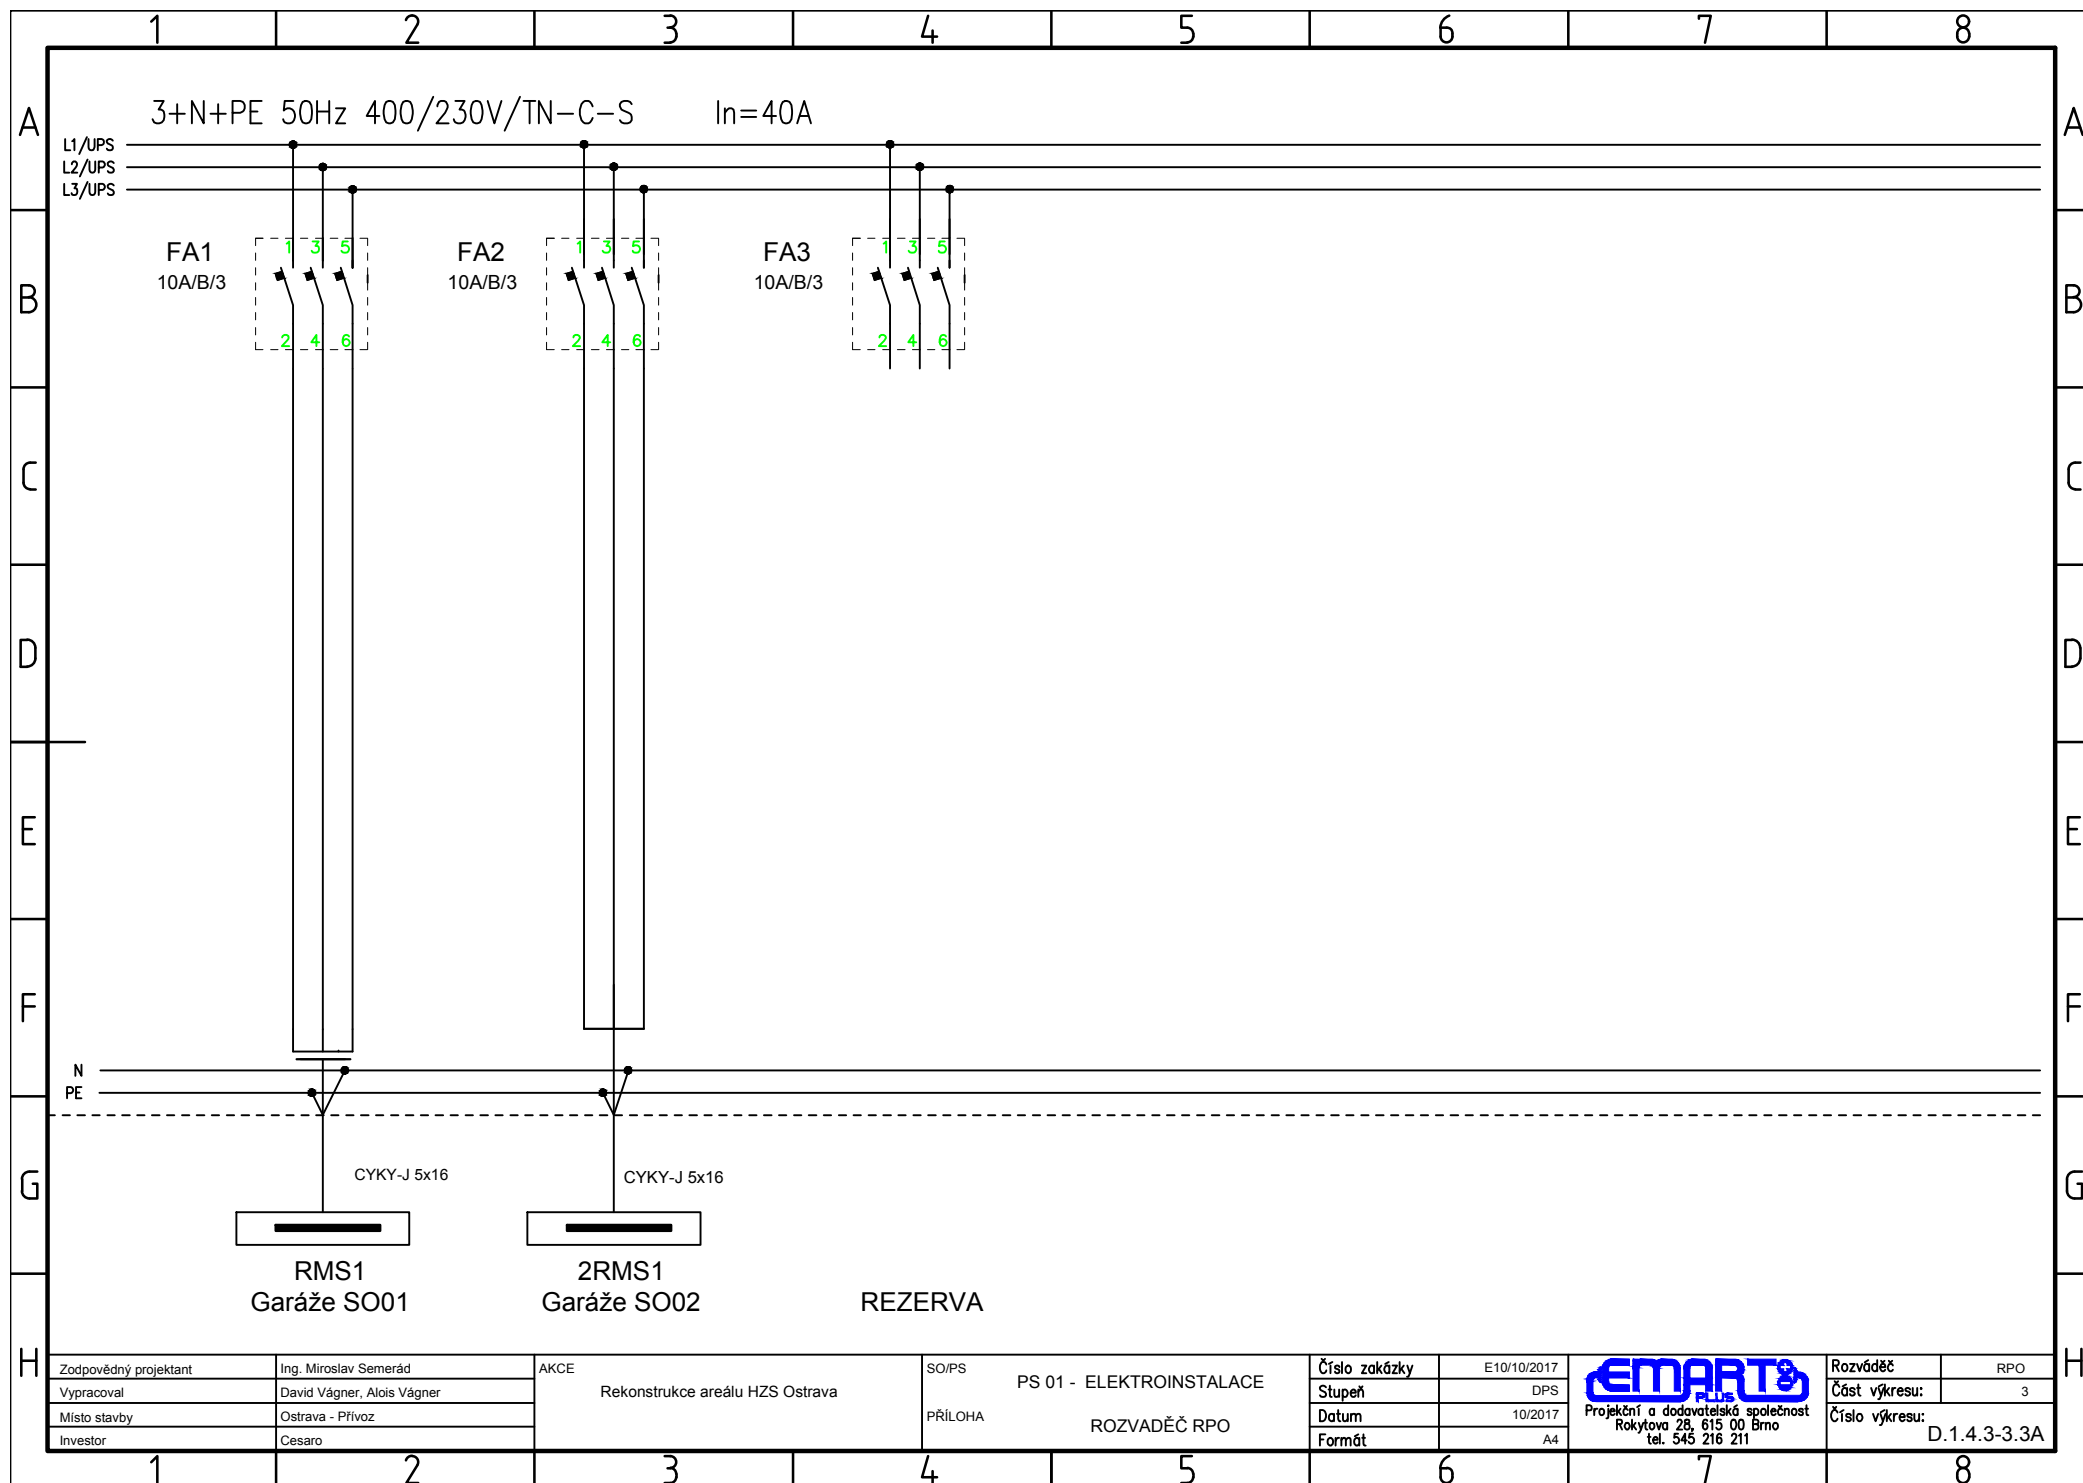 1 2 3 4 5 6 7 8
A A
3+N+PE 50Hz 400/230V/TN-C-S In=40A
L1/UPS
L2/UPS
L3/UPS
FA1
10A/B/3
1 3 5
2 4 6
FA2
10A/B/3
1 3 5
2 4 6
FA3
10A/B/3
1 3 5
2 4 6
B B
C C
D D
E E
F F
N
PE
G G
CYKY-J 5x16
CYKY-J 5x16
RMS1
Garáže SO01
2RMS1
Garáže SO02
REZERVA
H H
Zodpovědný projektant Ing. Miroslav Semerád
Vypracoval David Vágner, Alois Vágner
Místo stavby Ostrava - Přívoz
Investor Cesaro
AKCE
Rekonstrukce areálu HZS Ostrava
SO/PS
PS 01 - ELEKTROINSTALACE
PŘÍLOHA
ROZVADĚČ RPO
Číslo zakázky E10/10/2017
Stupeň DPS
Datum 10/2017
Formát A4
EMART
PLUS
Projekční a dodavatelská společnost
Rokytova 28, 615 00 Brno
tel. 545 216 211
Rozváděč RPO
Část výkresu: 3
Číslo výkresu:
D.1.4.3-3.3A
1 2 3 4 5 6 7 8